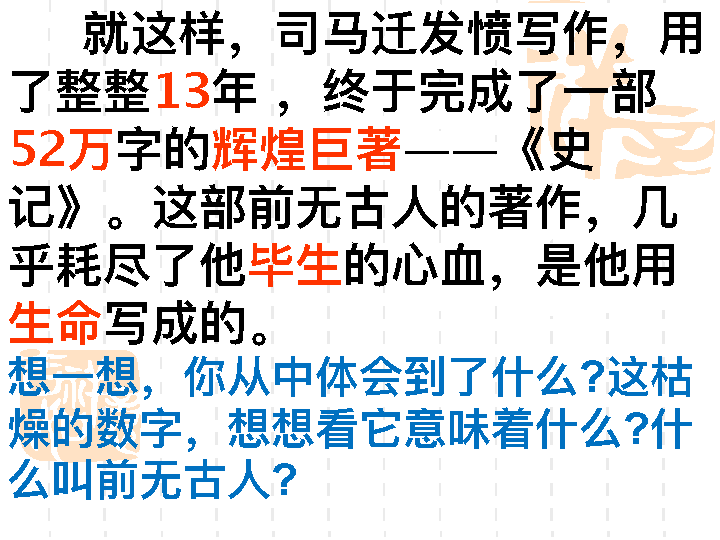 就这样，司马迁发愤写作，用
了整整13年 ，终于完成了一部
52万字的辉煌巨著——《史
记》。这部前无古人的著作，几
乎耗尽了他毕生的心血，是他用
生命写成的。
想一想，你从中体会到了什么?这枯
燥的数字，想想看它意味着什么?什
么叫前无古人?